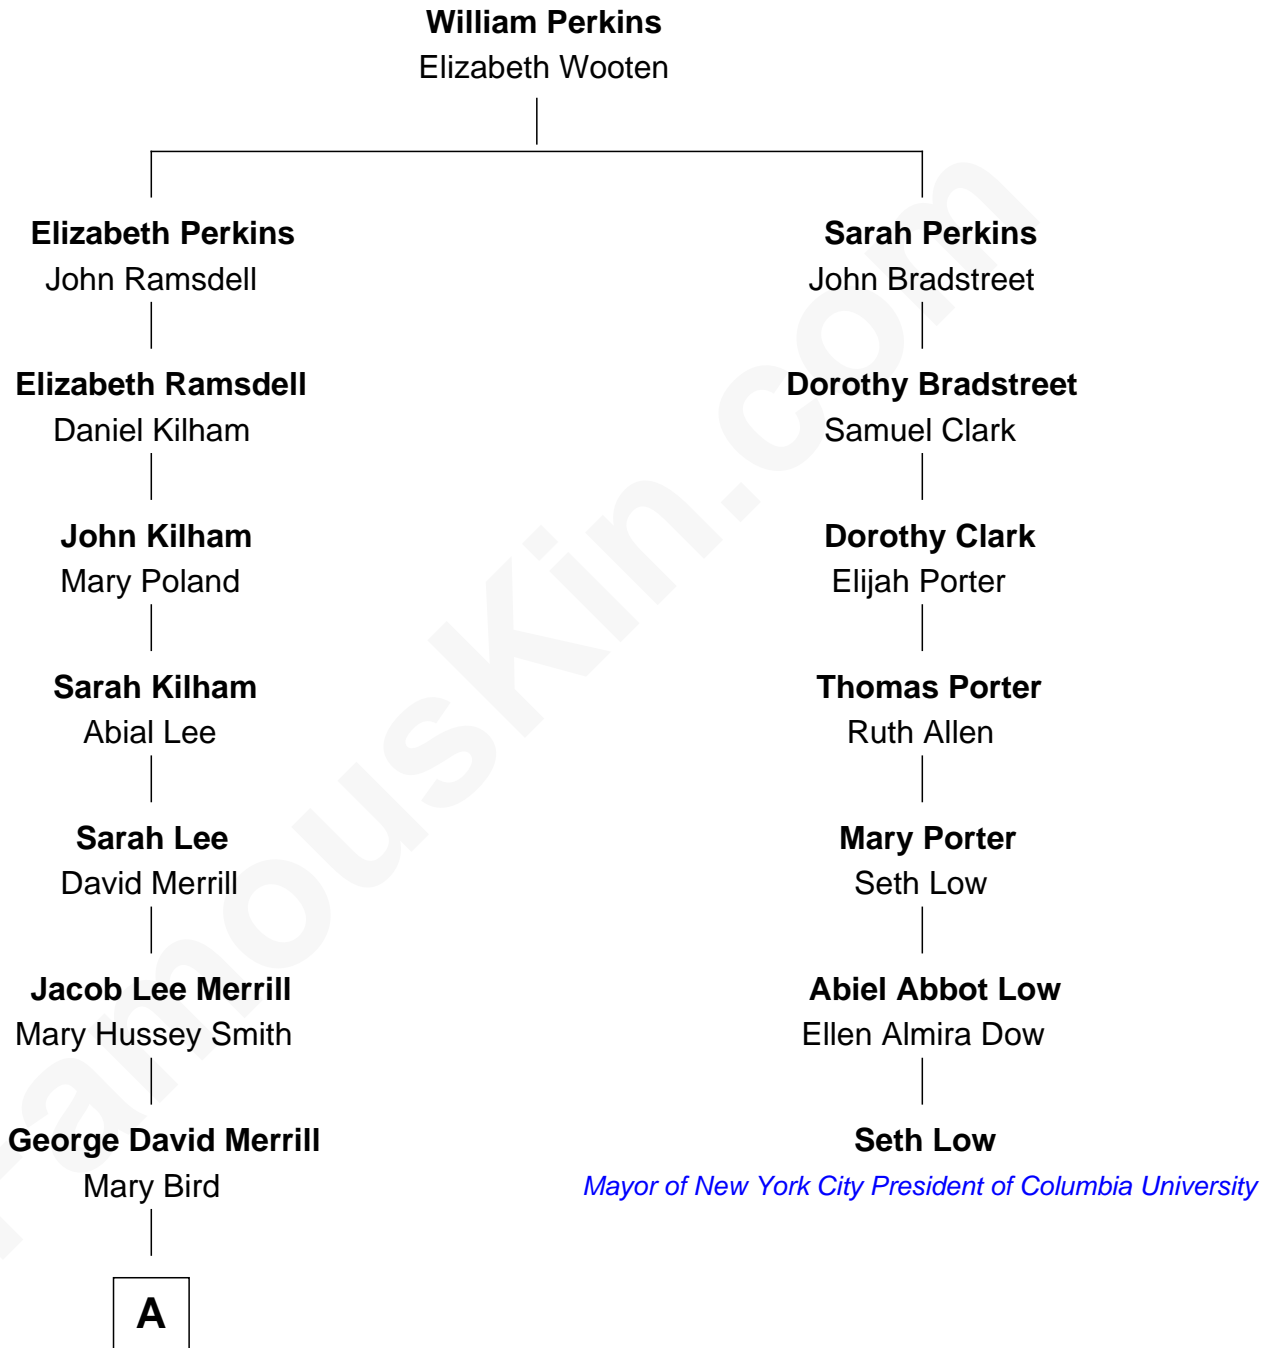 William Perkins
Elizabeth Wooten
Elizabeth Perkins
John Ramsdell
Sarah Perkins
John Bradstreet
Elizabeth Ramsdell
Daniel Kilham
Dorothy Bradstreet
Samuel Clark
John Kilham
Mary Poland
Dorothy Clark
Elijah Porter
Sarah Kilham
Abial Lee
Thomas Porter
Ruth Allen
Sarah Lee
David Merrill
Mary Porter
Seth Low
Jacob Lee Merrill
Mary Hussey Smith
Abiel Abbot Low
Ellen Almira Dow
George David Merrill
Mary Bird
Seth Low
Mayor of New York City President of Columbia University
A
FamousKin.com